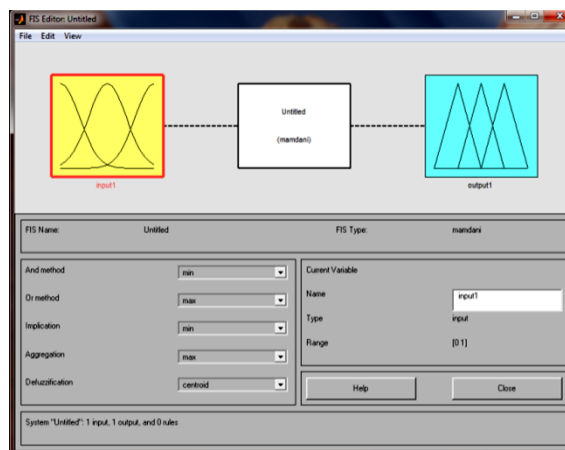 FIS Editor: Untitled
File Edit View
Untitled
(mamdani)
input1
output1
FIS Name: Untitled FIS Type: mamdani
And method min
Or method max
Implication min
Aggregation max
Defuzzification centroid
Current Variable
Name input1
Type input
Range [0 1]
Help Close
System "Untitled": 1 input, 1 output, and 0 rules